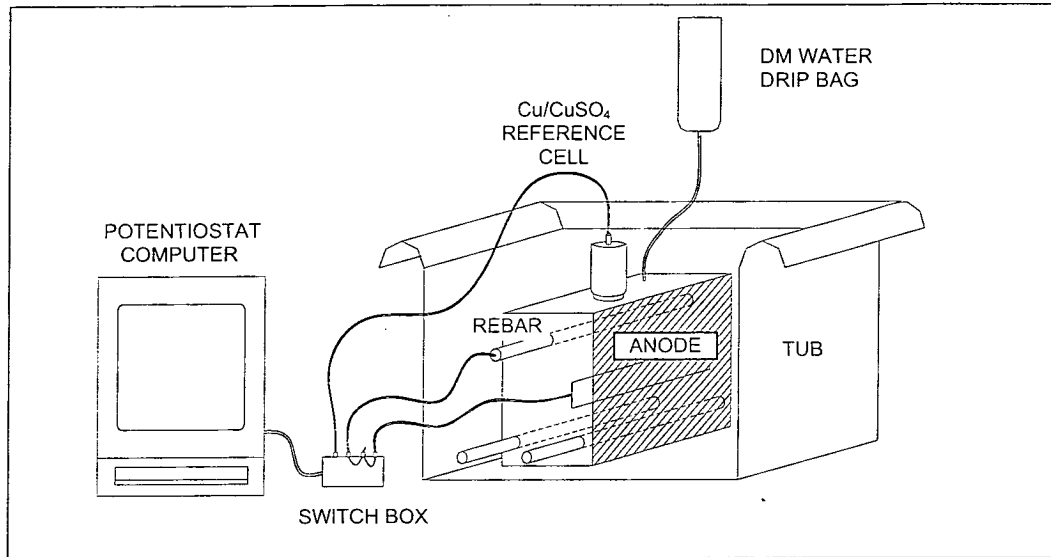 DM WATER
DRIP BAG
Cu/CuSO₄
REFERENCE
CELL
POTENTIOSTAT
COMPUTER
REBAR
ANODE
TUB
SWITCH BOX